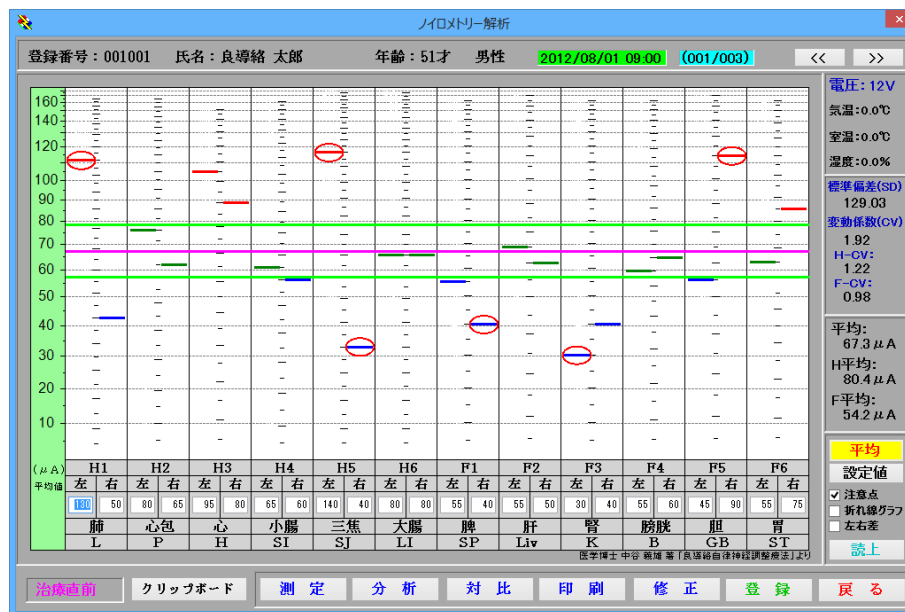 ノイロメトリー解析
登録番号：001001 氏名：良導絡 太郎 年齢：51才 男性 2012/08/01 09:00 (001/003) << >>
電圧：12V
気温：0.0℃
室温：0.0℃
湿度：0.0%
標準偏差(SD)
129.03
変動係数(CV)
1.92
H-CV：
1.22
F-CV：
0.98
平均：
67.3μA
H平均：
80.4μA
F平均：
54.2μA
平均
設定値
注意点
折れ線グラフ
左右差
読上
160
140
120
100
90
80
70
60
50
40
30
20
10
(μA) H1 H2 H3 H4 H5 H6 F1 F2 F3 F4 F5 F6
平均値 左 右 左 右 左 右 左 右 左 右 左 右 左 右 左 右 左 右 左 右 左 右 左 右
130 50 80 65 95 80 65 60 140 40 80 80 55 40 55 50 30 40 55 60 45 90 55 75
肺 心包 心 小腸 三焦 大腸 脾 肝 腎 膀胱 胆 胃
L P H SI SJ LI SP Liv K B GB ST
医学博士 中谷 義雄 著「良導絡自律神経調整療法」より
治療直前 クリップボード 測 定 分 析 対 比 印 刷 修 正 登 録 戻 る